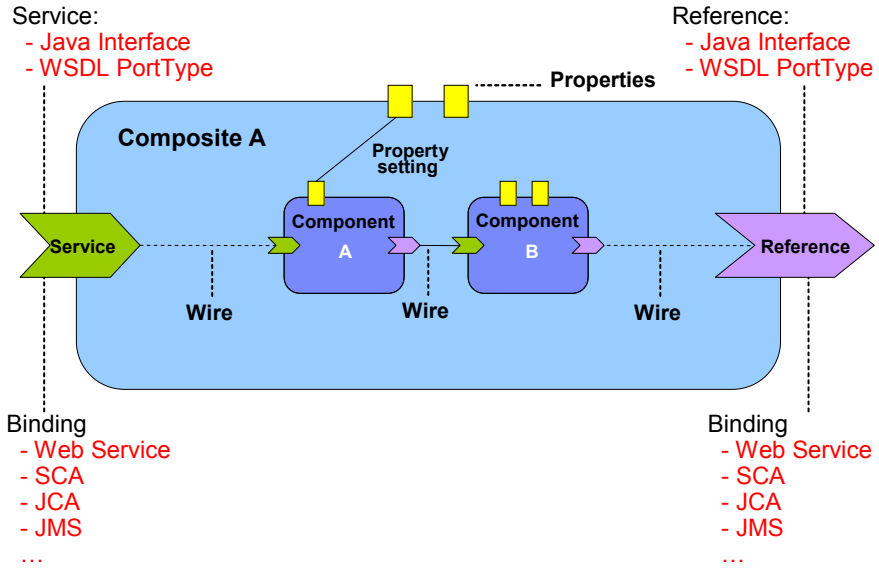 Service:
- Java Interface
- WSDL PortType
Reference:
- Java Interface
- WSDL PortType
Properties
Composite A
Property
setting
Component
A
Component
B
Service
Reference
Wire
Wire
Wire
Binding
- Web Service
- SCA
- JCA
- JMS
…
Binding
- Web Service
- SCA
- JCA
- JMS
…